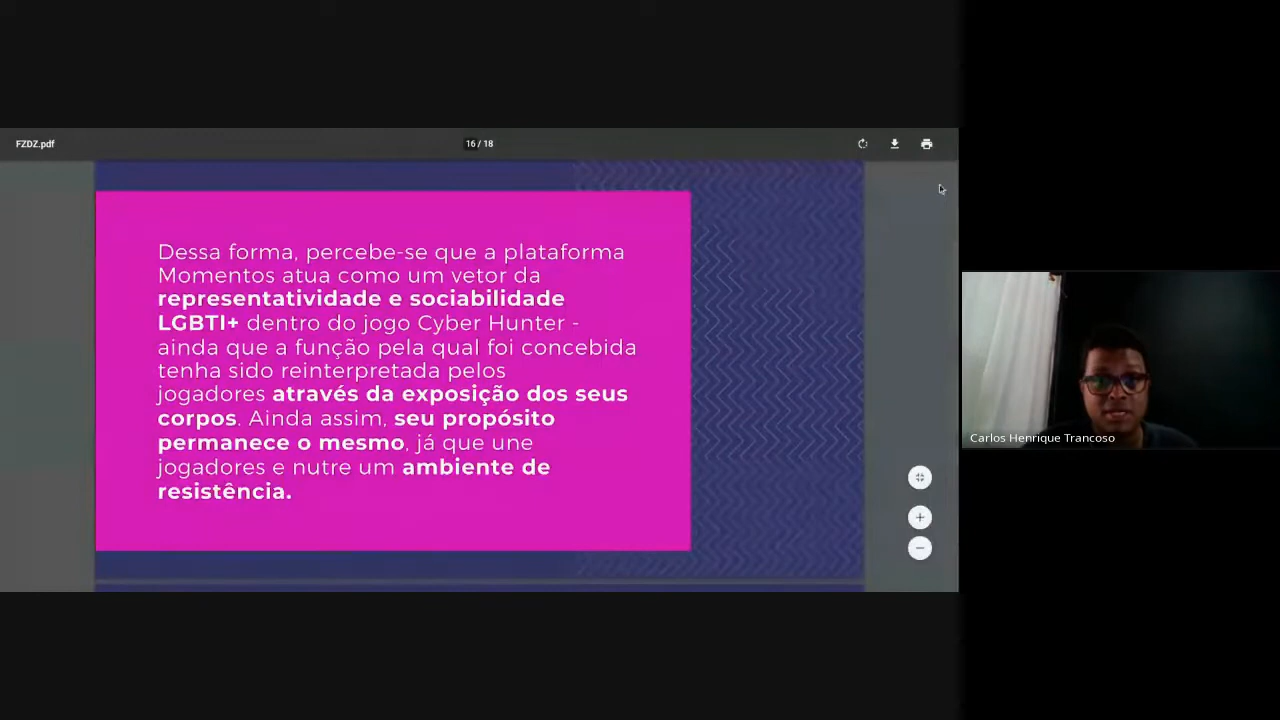 FZDZ.pdf
16 / 18
Dessa forma, percebe-se que a plataforma
Momentos atua como um vetor da
representatividade e sociabilidade
LGBTI+ dentro do jogo Cyber Hunter -
ainda que a função pela qual foi concebida
tenha sido reinterpretada pelos
jogadores através da exposição dos seus
corpos. Ainda assim, seu propósito
permanece o mesmo, já que une
jogadores e nutre um ambiente de
resistência.
Carlos Henrique Trancoso